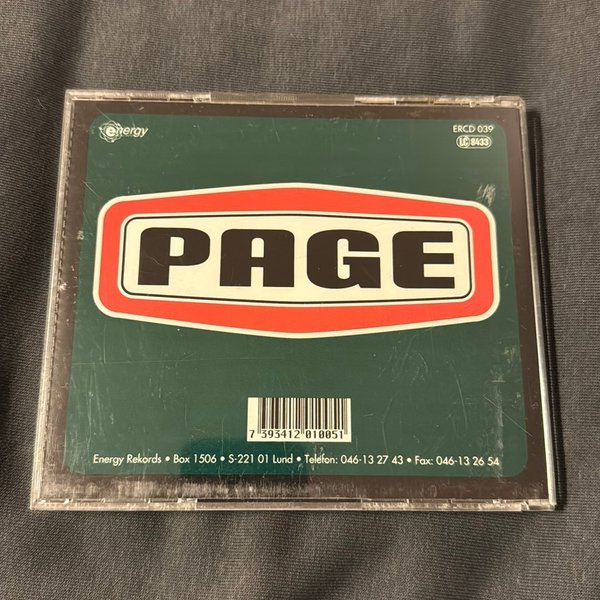 energy
ERCD 039
LC 8433
PAGE
7 393412 010051
Energy Rekords • Box 1506 • S-221 01 Lund • Telefon: 046-13 27 43 • Fax: 046-13 26 54